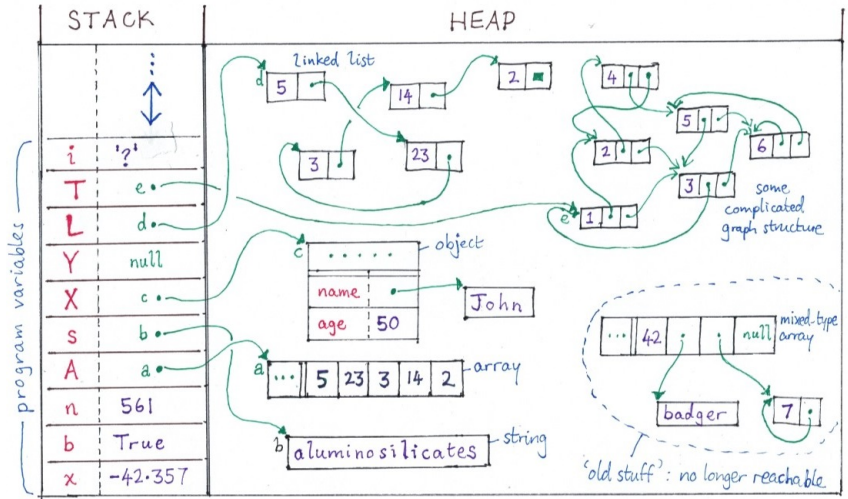 STACK
HEAP
program variables
i '?'
T e
L d
Y null
X c
s b
A a
n 561
b True
x -42.357
linked list
d
5
14
2
3
23
4
5
6
2
3
e
1
some
complicated
graph structure
c
object
name
age 50
John
a
... 5 23 3 14 2
array
b
aluminosilicates
string
... 42 null
mixed-type
array
badger
7
'old stuff': no longer reachable